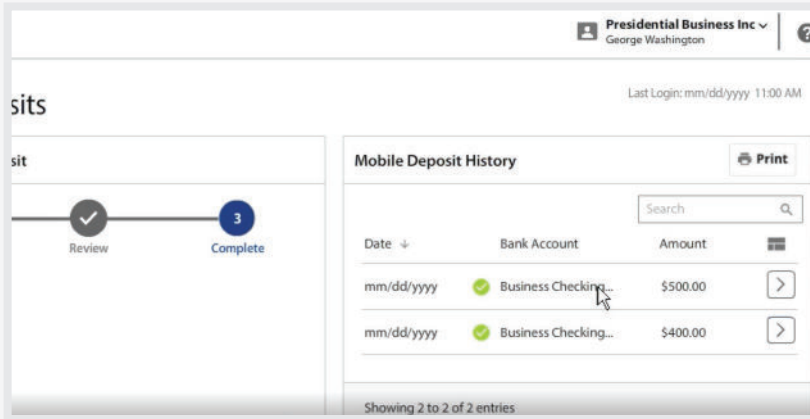 Presidential Business Inc
George Washington
sits
Last Login: mm/dd/yyyy 11:00 AM
sit
3
Review
Complete
Mobile Deposit History
Print
Search
Date Bank Account Amount
mm/dd/yyyy Business Checking... $500.00
mm/dd/yyyy Business Checking... $400.00
Showing 2 to 2 of 2 entries